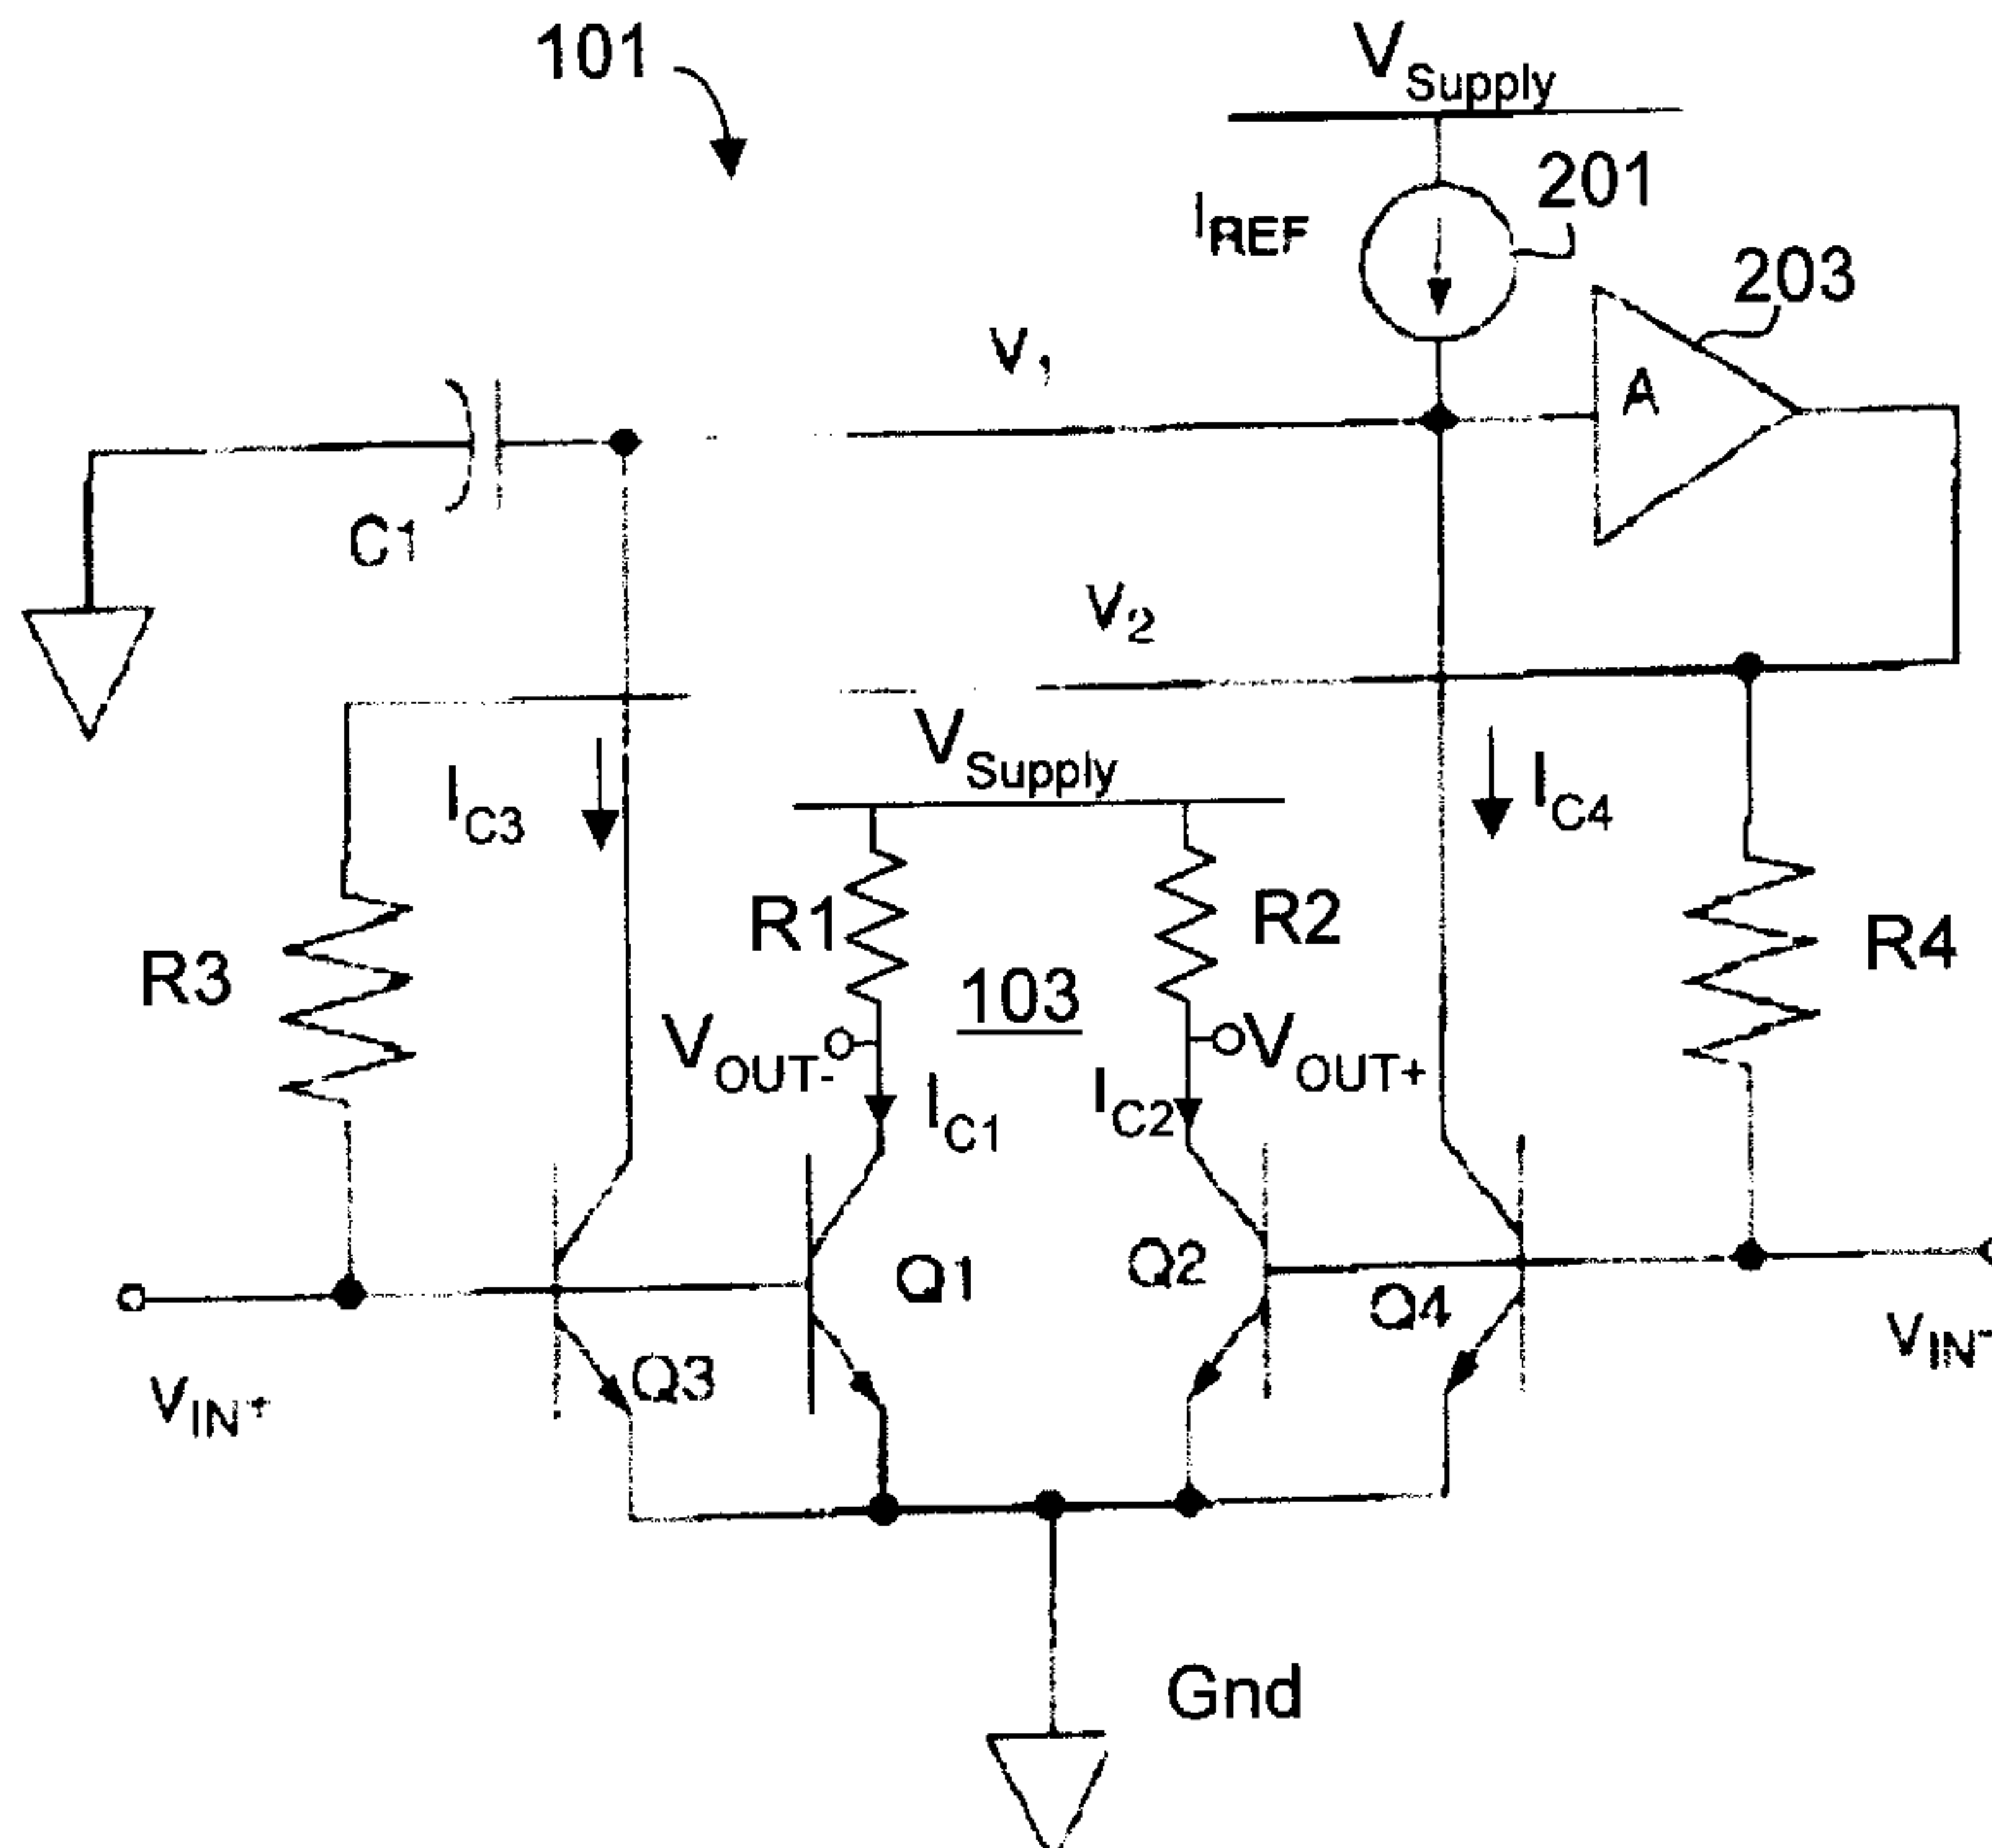 101
VSupply
201
IREF
203
V1
A
C1
V2
VSupply
IC3
IC4
R1
R2
R3
R4
103
VOUT-
VOUT+
IC1
IC2
Q1
Q2
Q4
Q3
VIN+
VIN-
Gnd